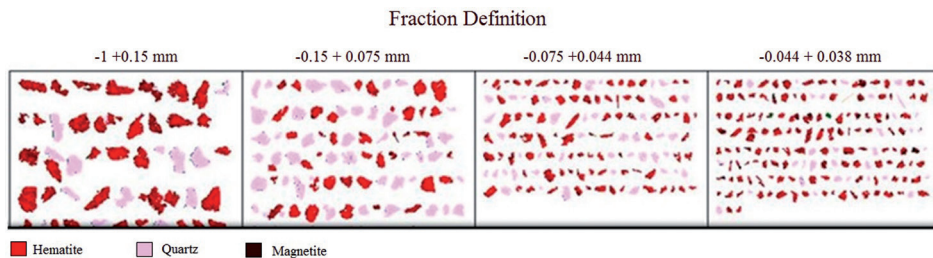 Fraction Definition
-1 +0.15 mm
-0.15 + 0.075 mm
-0.075 +0.044 mm
-0.044 + 0.038 mm
Hematite
Quartz
Magnetite